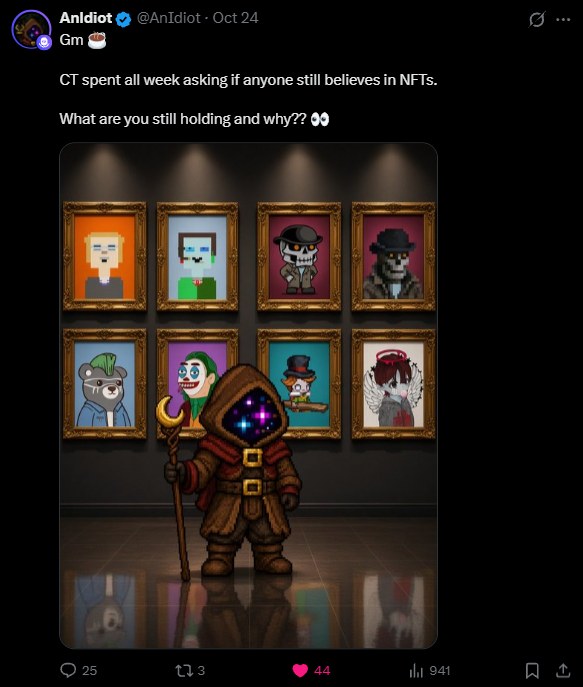 AnIdiot @AnIdiot · Oct 24
Gm ☕
CT spent all week asking if anyone still believes in NFTs.
What are you still holding and why?? 👀
25 3 44 941